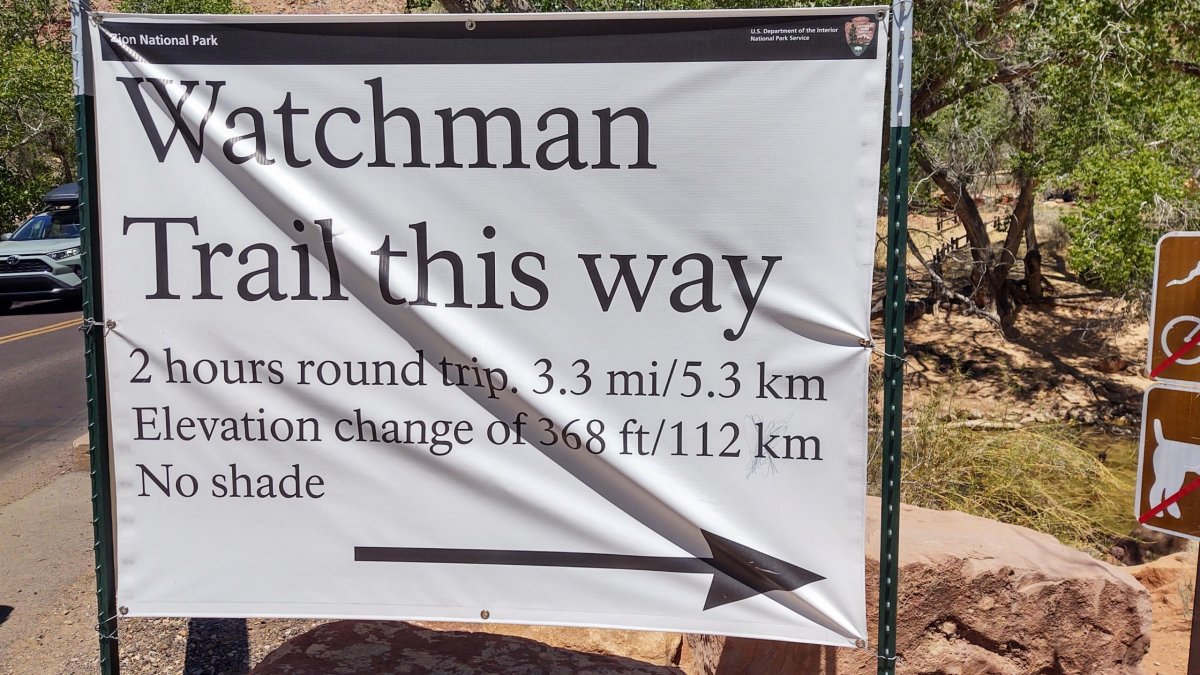 Zion National Park
U.S. Department of the Interior
National Park Service
Watchman
Trail this way
2 hours round trip. 3.3 mi/5.3 km
Elevation change of 368 ft/112 km
No shade